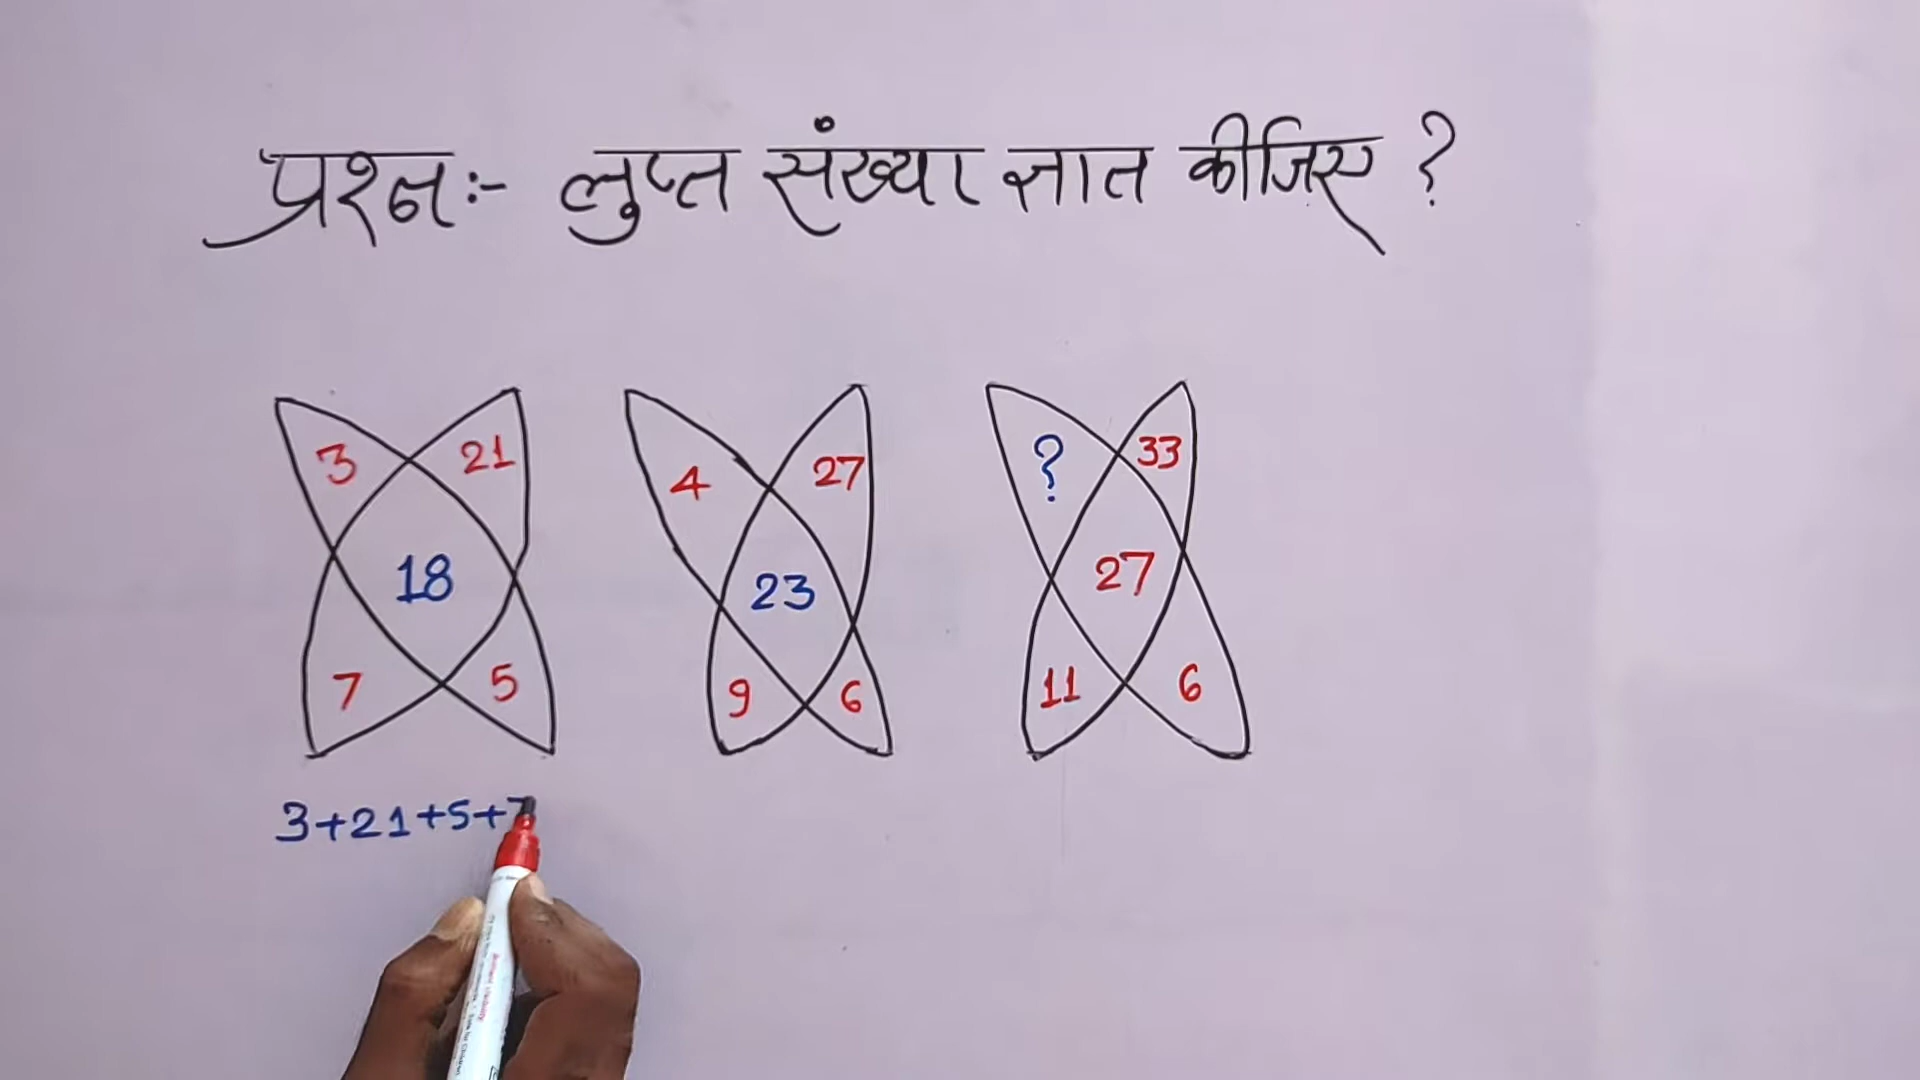 प्रश्न:- लुप्त संख्या ज्ञात कीजिए ?
3 21 4 27 ? 33
18 23 27
7 5 9 6 11 6
3+21+5+7